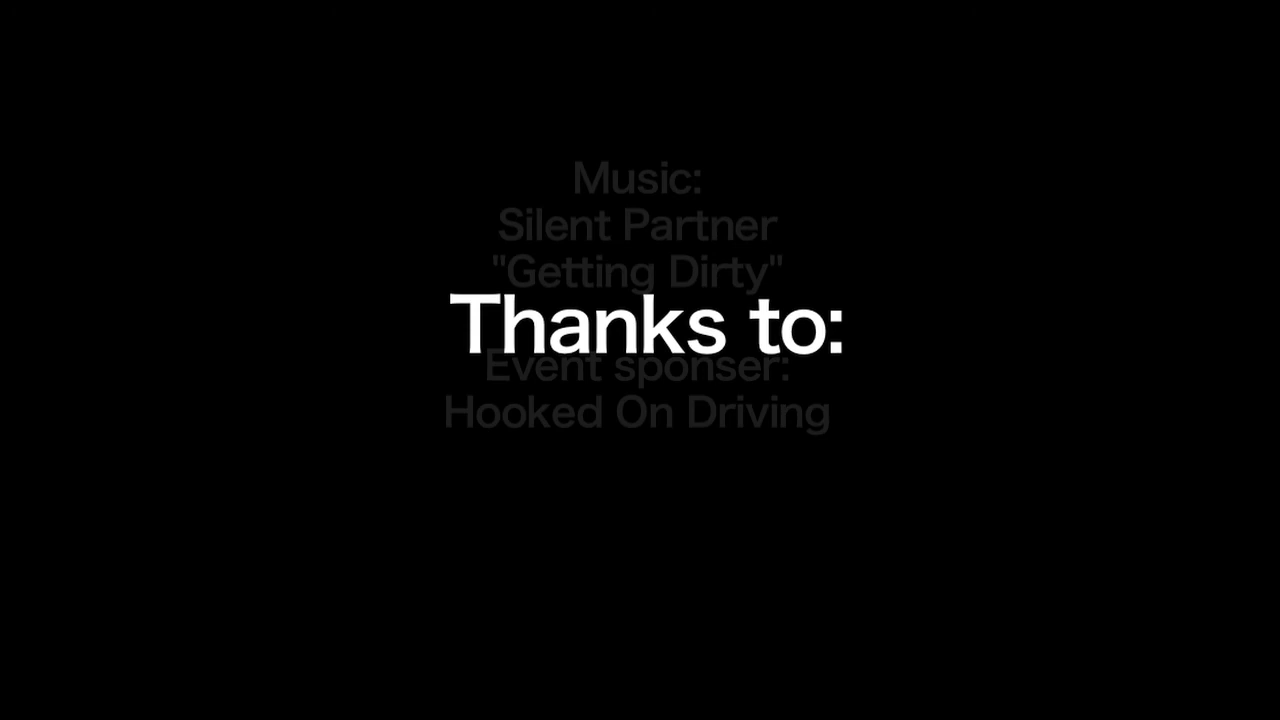 Music:
Silent Partner
"Getting Dirty"
Thanks to:
Event sponser:
Hooked On Driving